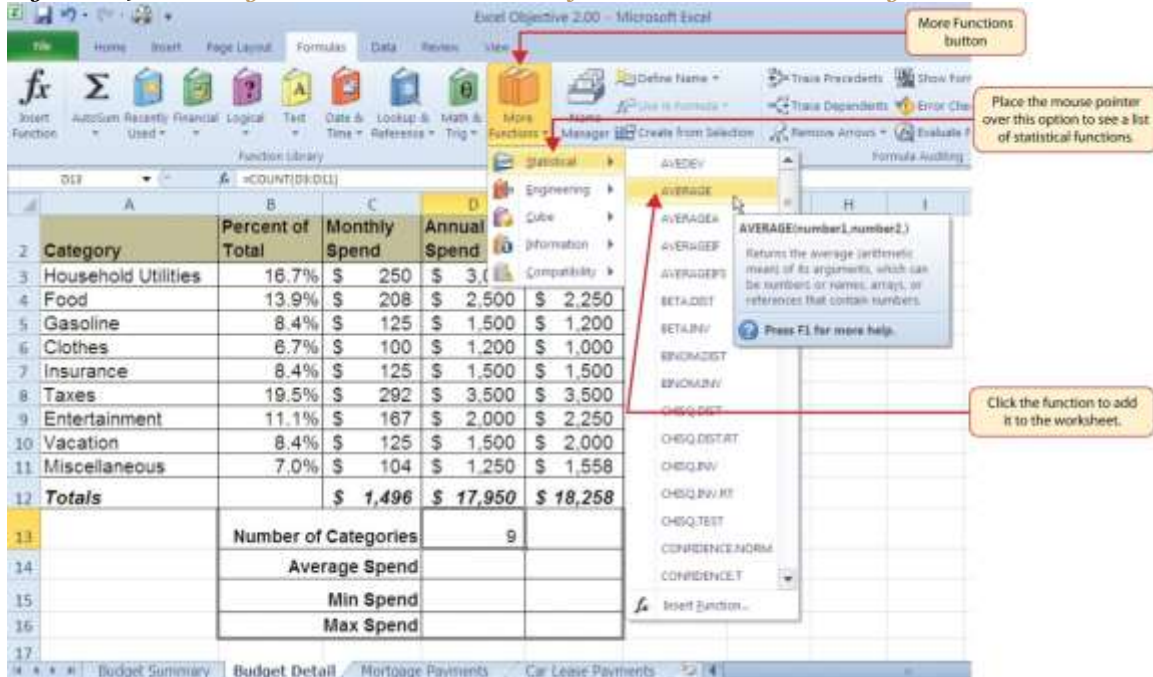 Excel Objective 2.00 - Microsoft Excel
More Functions
button
File Home Insert Page Layout Formulas Data Review View
Insert
Function
AutoSum
Recently
Used
Financial
Logical
Text
Date &
Time
Lookup &
Reference
Math &
Trig
More
Functions
Name
Manager
Define Name
Use in Formula
Create from Selection
Trace Precedents
Trace Dependents
Remove Arrows
Show For
Error Che
Evaluate F
Function Library
Formula Auditing
Place the mouse pointer
over this option to see a list
of statistical functions.
Statistical
Engineering
Cube
Information
Compatibility
AVEDEV
AVERAGE
AVERAGEA
AVERAGEIF
AVERAGEIFS
BETA.DIST
BETA.INV
BINOM.DIST
BINOM.INV
CHISQ.DIST
CHISQ.DIST.RT
CHISQ.INV
CHISQ.INV.RT
CHISQ.TEST
CONFIDENCE.NORM
CONFIDENCE.T
Insert Function...
AVERAGE(number1,number2,)
Returns the average (arithmetic
mean) of its arguments, which can
be numbers or names, arrays, or
references that contain numbers.
Press F1 for more help.
Click the function to add
it to the worksheet.
D13 fx =COUNT(D3:D11)
A B C D H I
2 Category Percent of Total Monthly Spend Annual Spend
3 Household Utilities 16.7% $ 250 $ 3,0
4 Food 13.9% $ 208 $ 2,500 $ 2,250
5 Gasoline 8.4% $ 125 $ 1,500 $ 1,200
6 Clothes 6.7% $ 100 $ 1,200 $ 1,000
7 Insurance 8.4% $ 125 $ 1,500 $ 1,500
8 Taxes 19.5% $ 292 $ 3,500 $ 3,500
9 Entertainment 11.1% $ 167 $ 2,000 $ 2,250
10 Vacation 8.4% $ 125 $ 1,500 $ 2,000
11 Miscellaneous 7.0% $ 104 $ 1,250 $ 1,558
12 Totals $ 1,496 $ 17,950 $ 18,258
13 Number of Categories 9
14 Average Spend
15 Min Spend
16 Max Spend
17
Budget Summary Budget Detail Mortgage Payments Car Lease Payments